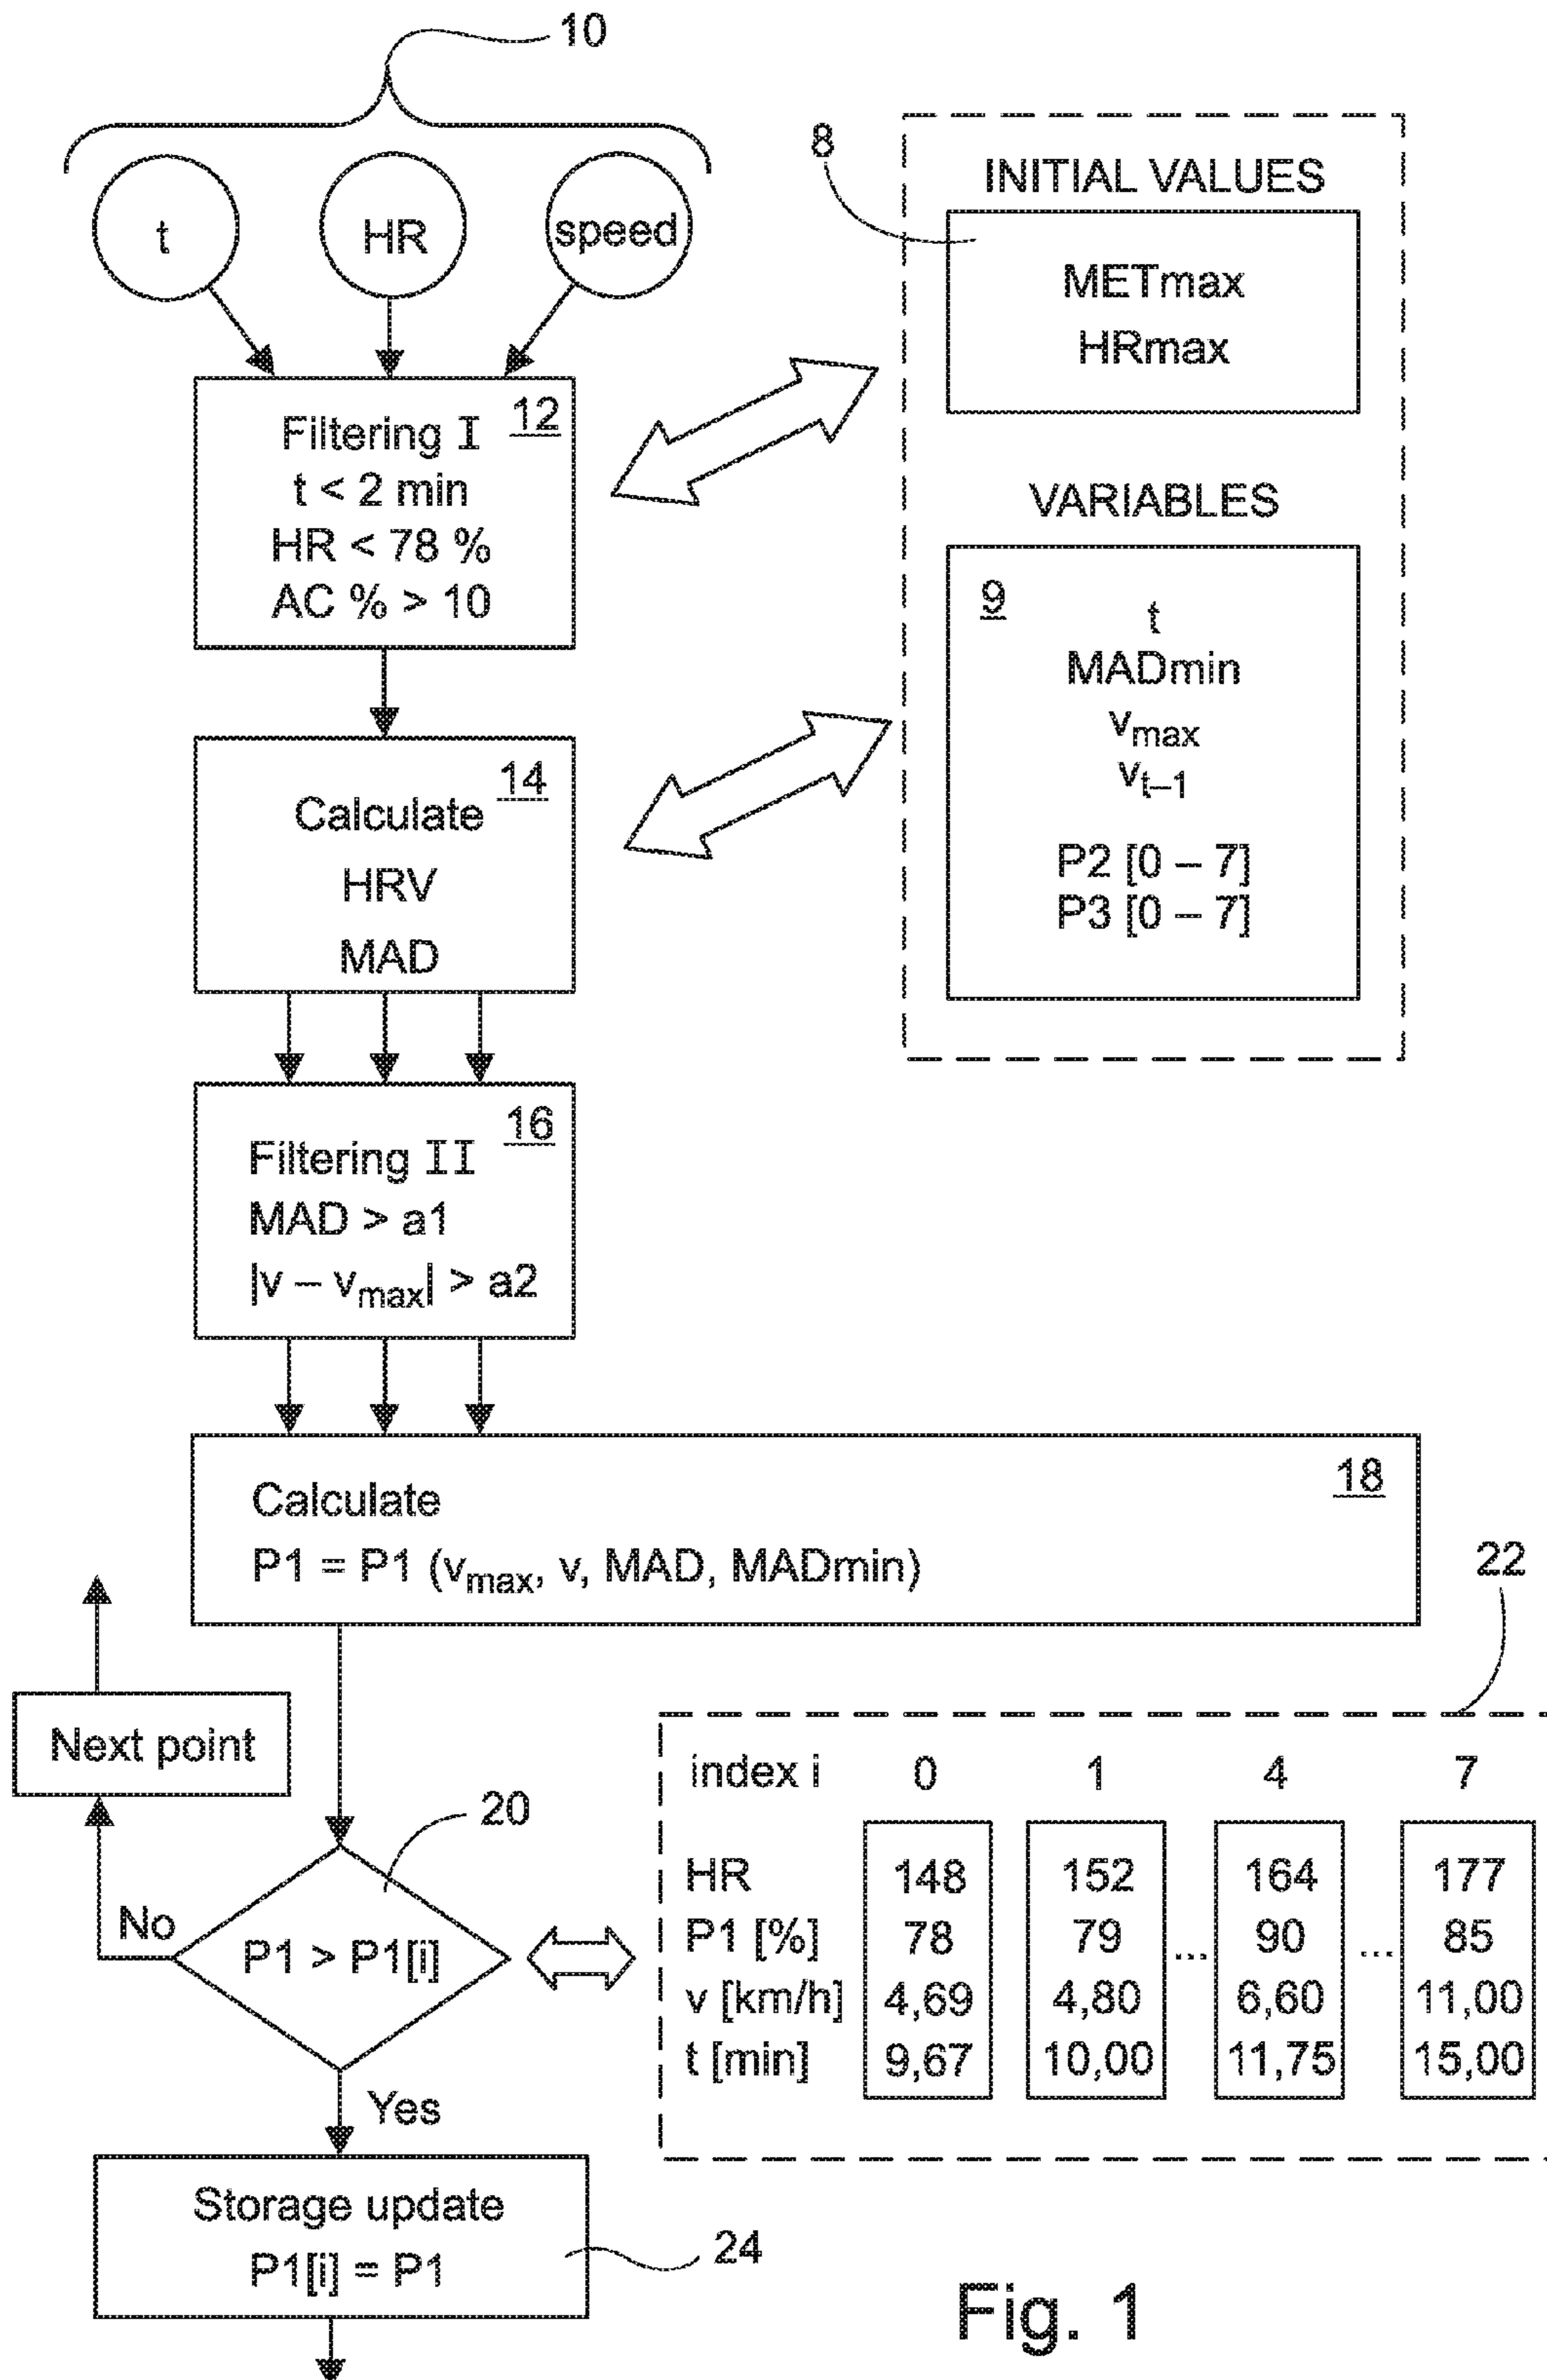 10
t HR speed
Filtering I 12
t < 2 min
HR < 78 %
AC % > 10
8
INITIAL VALUES
METmax
HRmax
VARIABLES
9
t
MADmin
vmax
vt–1
P2 [0 – 7]
P3 [0 – 7]
14
Calculate
HRV
MAD
16
Filtering II
MAD > a1
|v – vmax| > a2
18
Calculate
P1 = P1 (vmax, v, MAD, MADmin)
22
Next point
20
No
P1 > P1[i]
Yes
index i 0 1 4 7
HR 148 152 164 177
P1 [%] 78 79 ... 90 ... 85
v [km/h] 4,69 4,80 6,60 11,00
t [min] 9,67 10,00 11,75 15,00
Storage update
P1[i] = P1
24
Fig. 1